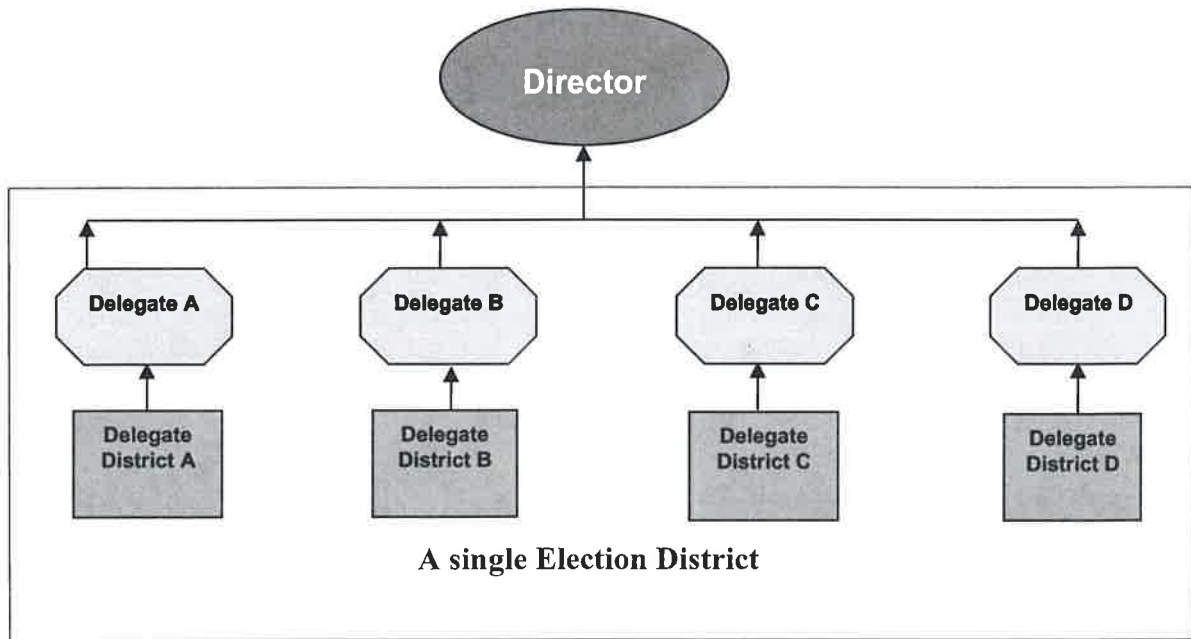 Director
Delegate A
Delegate B
Delegate C
Delegate D
Delegate
District A
Delegate
District B
Delegate
District C
Delegate
District D
A single Election District